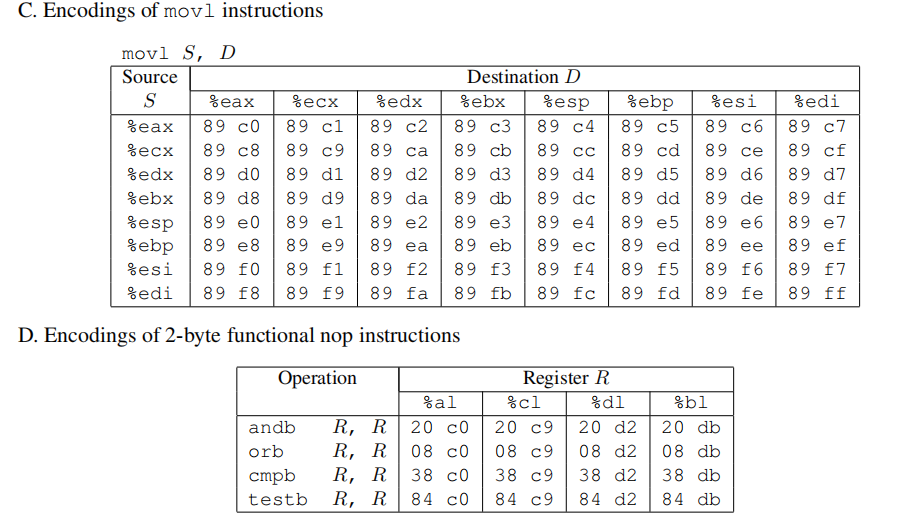 C. Encodings of movl instructions
movl S, D
Source Destination D
S %eax %ecx %edx %ebx %esp %ebp %esi %edi
%eax 89 c0 89 c1 89 c2 89 c3 89 c4 89 c5 89 c6 89 c7
%ecx 89 c8 89 c9 89 ca 89 cb 89 cc 89 cd 89 ce 89 cf
%edx 89 d0 89 d1 89 d2 89 d3 89 d4 89 d5 89 d6 89 d7
%ebx 89 d8 89 d9 89 da 89 db 89 dc 89 dd 89 de 89 df
%esp 89 e0 89 e1 89 e2 89 e3 89 e4 89 e5 89 e6 89 e7
%ebp 89 e8 89 e9 89 ea 89 eb 89 ec 89 ed 89 ee 89 ef
%esi 89 f0 89 f1 89 f2 89 f3 89 f4 89 f5 89 f6 89 f7
%edi 89 f8 89 f9 89 fa 89 fb 89 fc 89 fd 89 fe 89 ff
D. Encodings of 2-byte functional nop instructions
Operation Register R
%al %cl %dl %bl
andb R, R 20 c0 20 c9 20 d2 20 db
orb R, R 08 c0 08 c9 08 d2 08 db
cmpb R, R 38 c0 38 c9 38 d2 38 db
testb R, R 84 c0 84 c9 84 d2 84 db